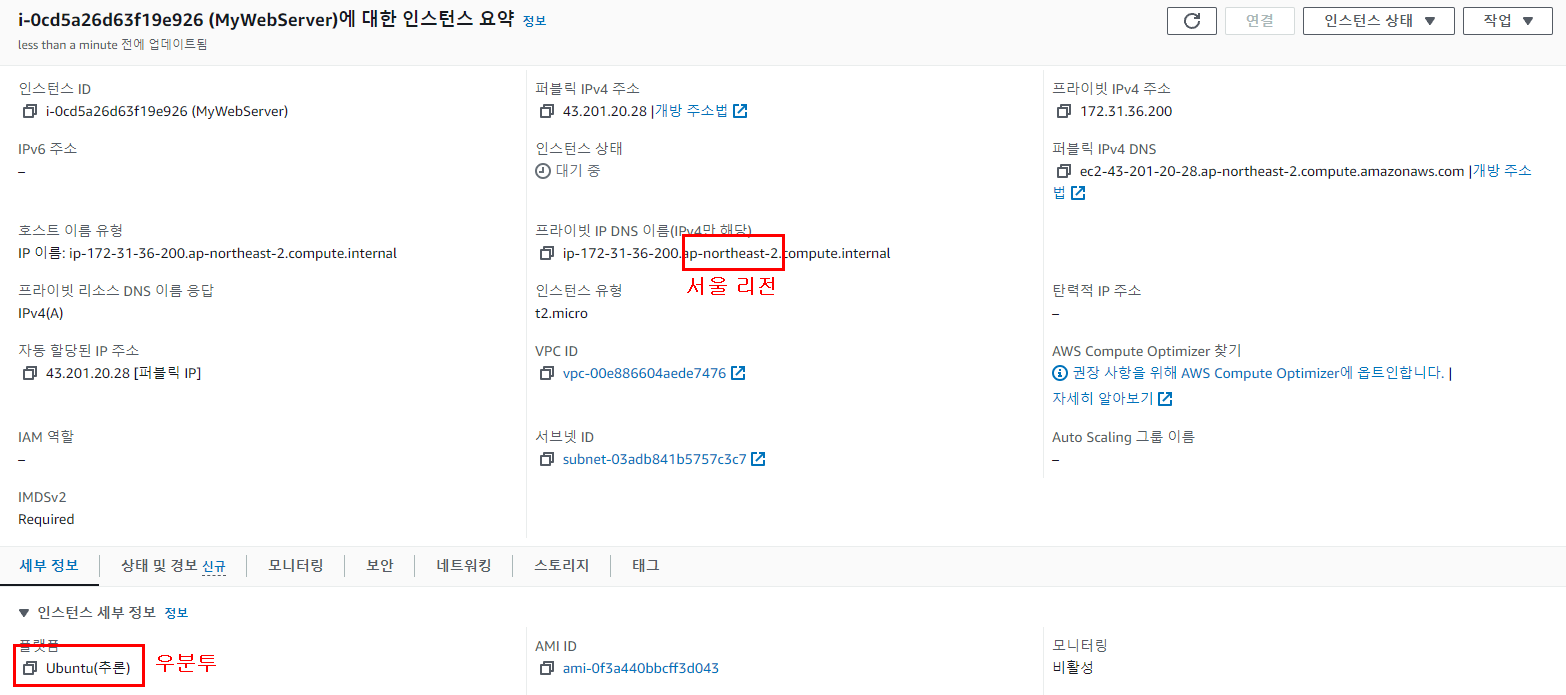 i-0cd5a26d63f19e926 (MyWebServer)에 대한 인스턴스 요약 정보
less than a minute 전에 업데이트됨
연결
인스턴스 상태
작업
인스턴스 ID
i-0cd5a26d63f19e926 (MyWebServer)
퍼블릭 IPv4 주소
43.201.20.28 |개방 주소법
프라이빗 IPv4 주소
172.31.36.200
IPv6 주소
–
인스턴스 상태
대기 중
퍼블릭 IPv4 DNS
ec2-43-201-20-28.ap-northeast-2.compute.amazonaws.com |개방 주소
법
호스트 이름 유형
IP 이름: ip-172-31-36-200.ap-northeast-2.compute.internal
프라이빗 IP DNS 이름(IPv4만 해당)
ip-172-31-36-200.ap-northeast-2.compute.internal
서울 리전
프라이빗 리소스 DNS 이름 응답
IPv4(A)
인스턴스 유형
t2.micro
탄력적 IP 주소
–
자동 할당된 IP 주소
43.201.20.28 [퍼블릭 IP]
VPC ID
vpc-00e886604aede7476
AWS Compute Optimizer 찾기
권장 사항을 위해 AWS Compute Optimizer에 옵트인합니다. |
자세히 알아보기
IAM 역할
–
서브넷 ID
subnet-03adb841b5757c3c7
Auto Scaling 그룹 이름
–
IMDSv2
Required
세부 정보
상태 및 경보 신규
모니터링
보안
네트워킹
스토리지
태그
인스턴스 세부 정보 정보
플랫폼
Ubuntu(추론)
우분투
AMI ID
ami-0f3a440bbcff3d043
모니터링
비활성